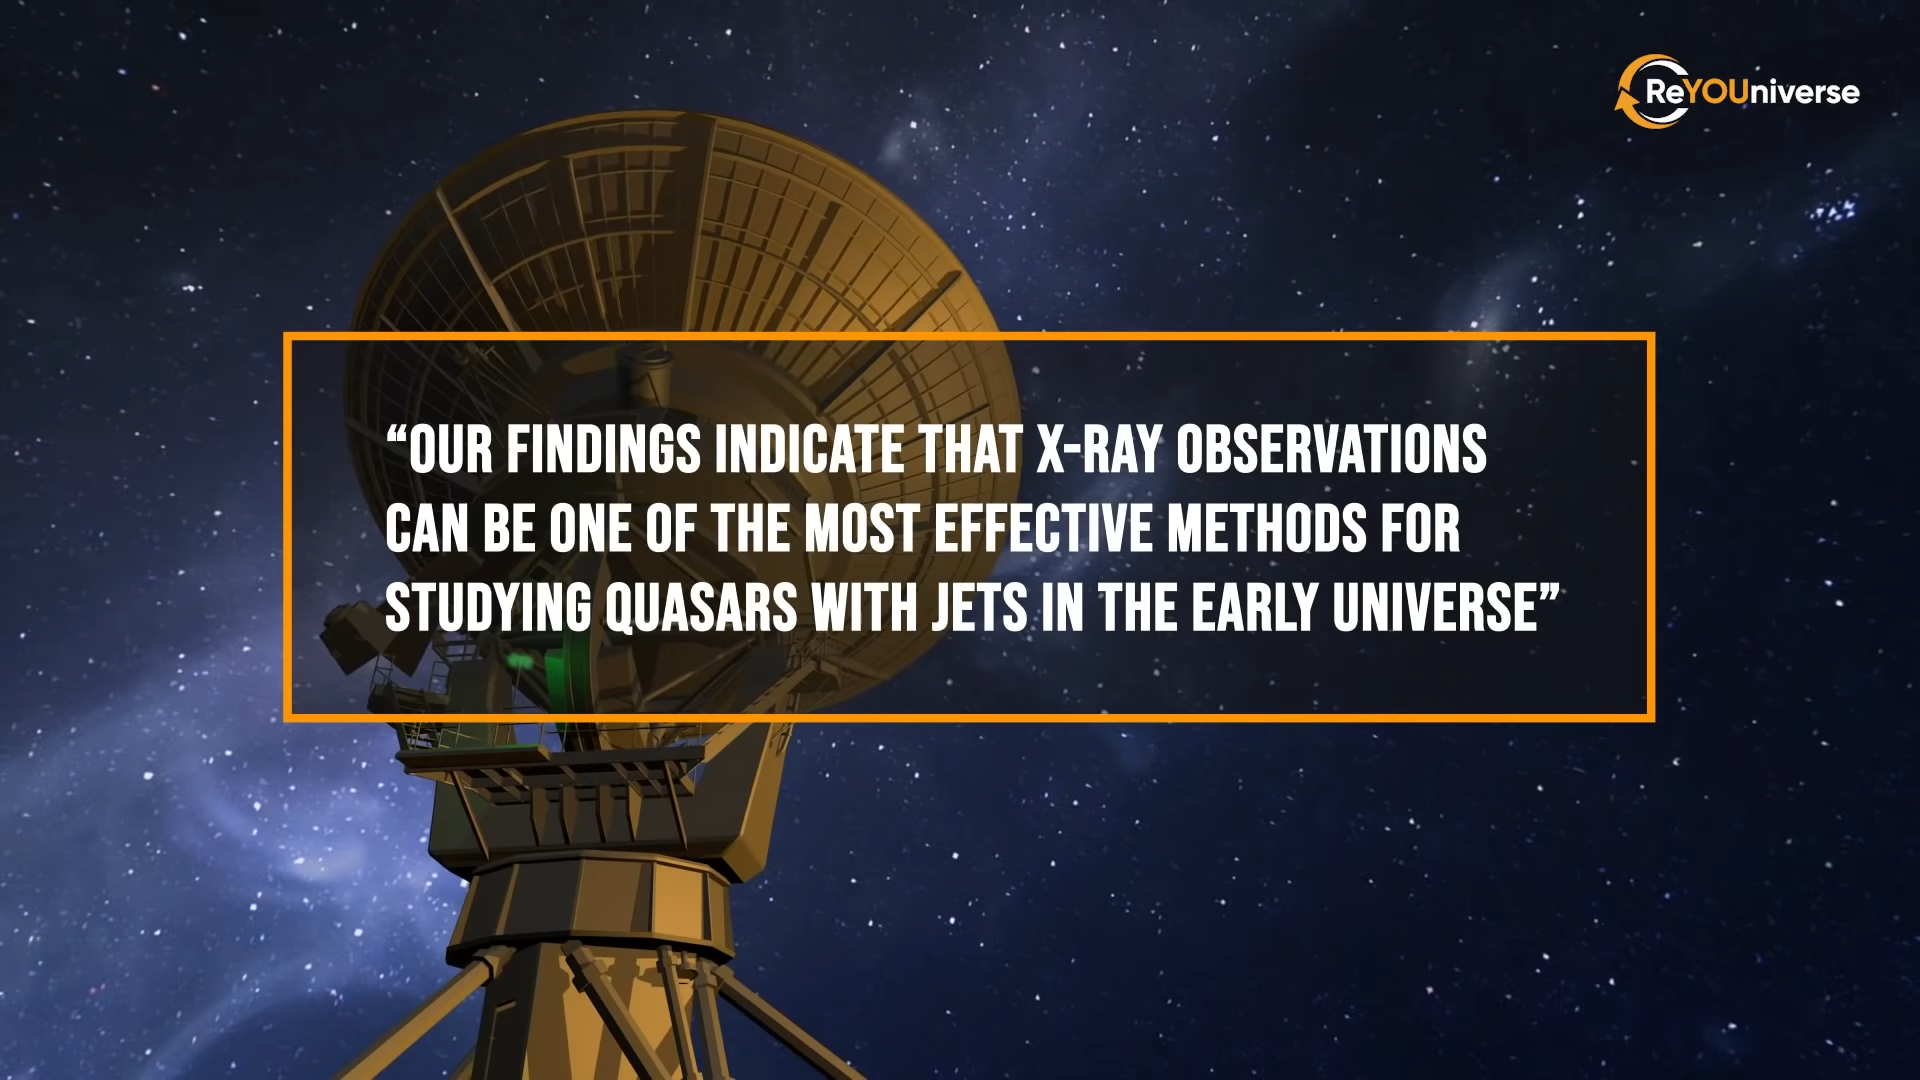 ReYOUniverse
“OUR FINDINGS INDICATE THAT X-RAY OBSERVATIONS
CAN BE ONE OF THE MOST EFFECTIVE METHODS FOR
STUDYING QUASARS WITH JETS IN THE EARLY UNIVERSE”